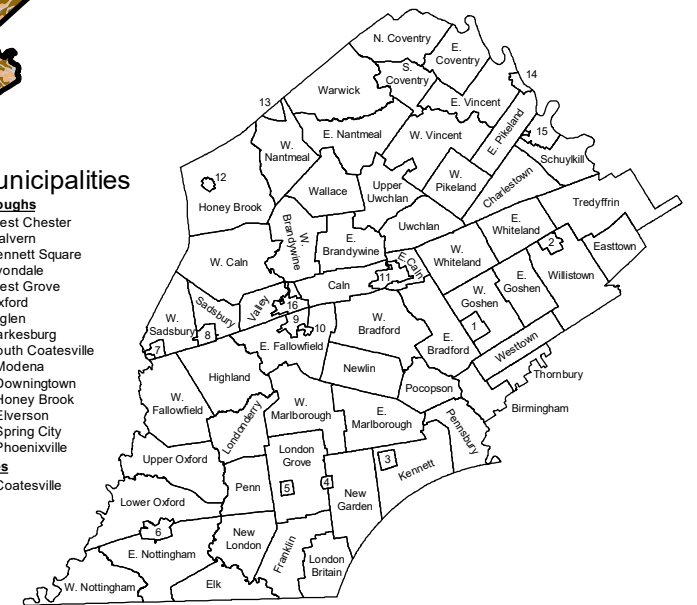 N. Coventry
E.
Coventry
S.
Coventry
14
Warwick
E. Vincent
13
E. Nantmeal
W. Vincent
E. Pikeland
15
W.
Nantmeal
Schuylkill
12
Honey Brook
Wallace
Upper
Uwchlan
W.
Pikeland
Charlestown
Tredyffrin
W.
Brandywine
E.
Brandywine
Uwchlan
E.
Whiteland
2
Easttown
W. Caln
Caln
11
E. Caln
W.
Whiteland
Willistown
W.
Sadsbury
Sadsbury
Valley
16
W.
Goshen
E.
Goshen
7
8
9
10
W.
Bradford
E.
Bradford
1
Westtown
E. Fallowfield
Highland
Newlin
Thornbury
W.
Fallowfield
Londonderry
W.
Marlborough
E.
Marlborough
Pocopson
Birmingham
Pennsbury
Upper Oxford
London
Grove
3
Kennett
Penn
5
4
Lower Oxford
New
Garden
6
New
London
E. Nottingham
Franklin
London
Britain
W. Nottingham
Elk
unicipalities
oughs
est Chester
alvern
ennett Square
vondale
est Grove
xford
glen
arkesburg
outh Coatesville
Modena
Downingtown
Honey Brook
Elverson
Spring City
Phoenixville
es
Coatesville